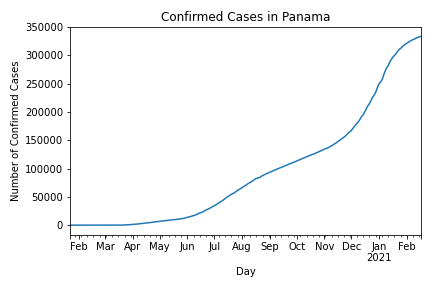 Confirmed Cases in Panama
350000
300000
250000
200000
150000
100000
50000
0
Number of Confirmed Cases
Feb Mar Apr May Jun Jul Aug Sep Oct Nov Dec Jan Feb
2021
Day